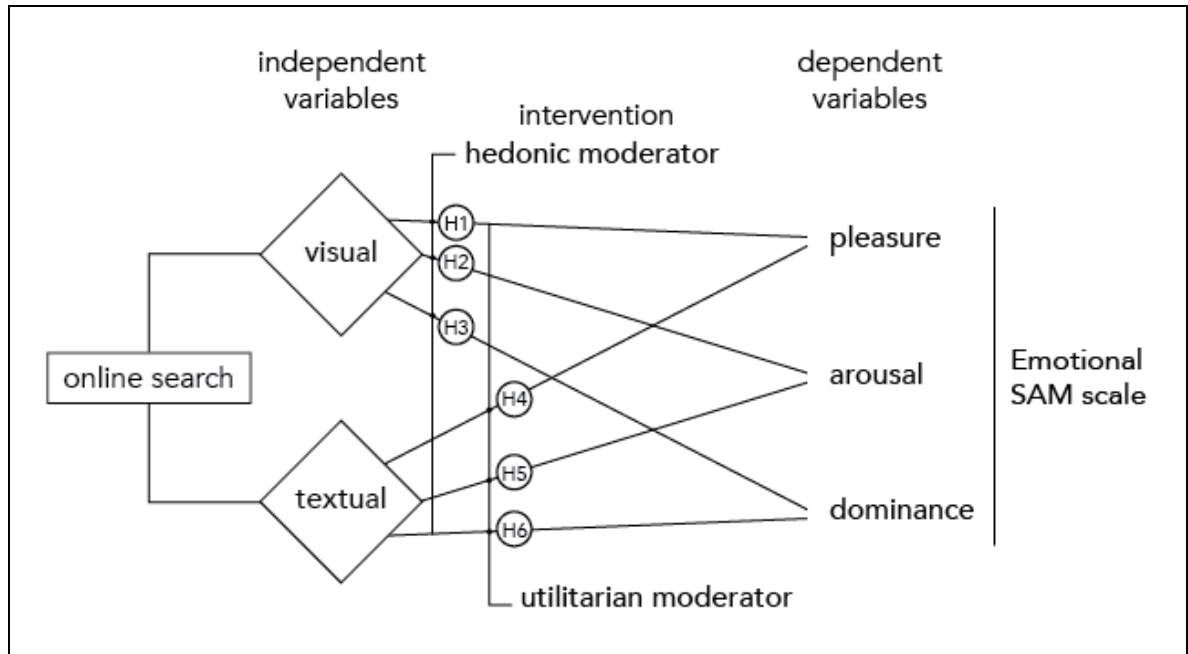 independent
variables
dependent
variables
intervention
hedonic moderator
visual
H1
H2
H3
pleasure
online search
arousal
Emotional
SAM scale
H4
textual
H5
H6
dominance
utilitarian moderator